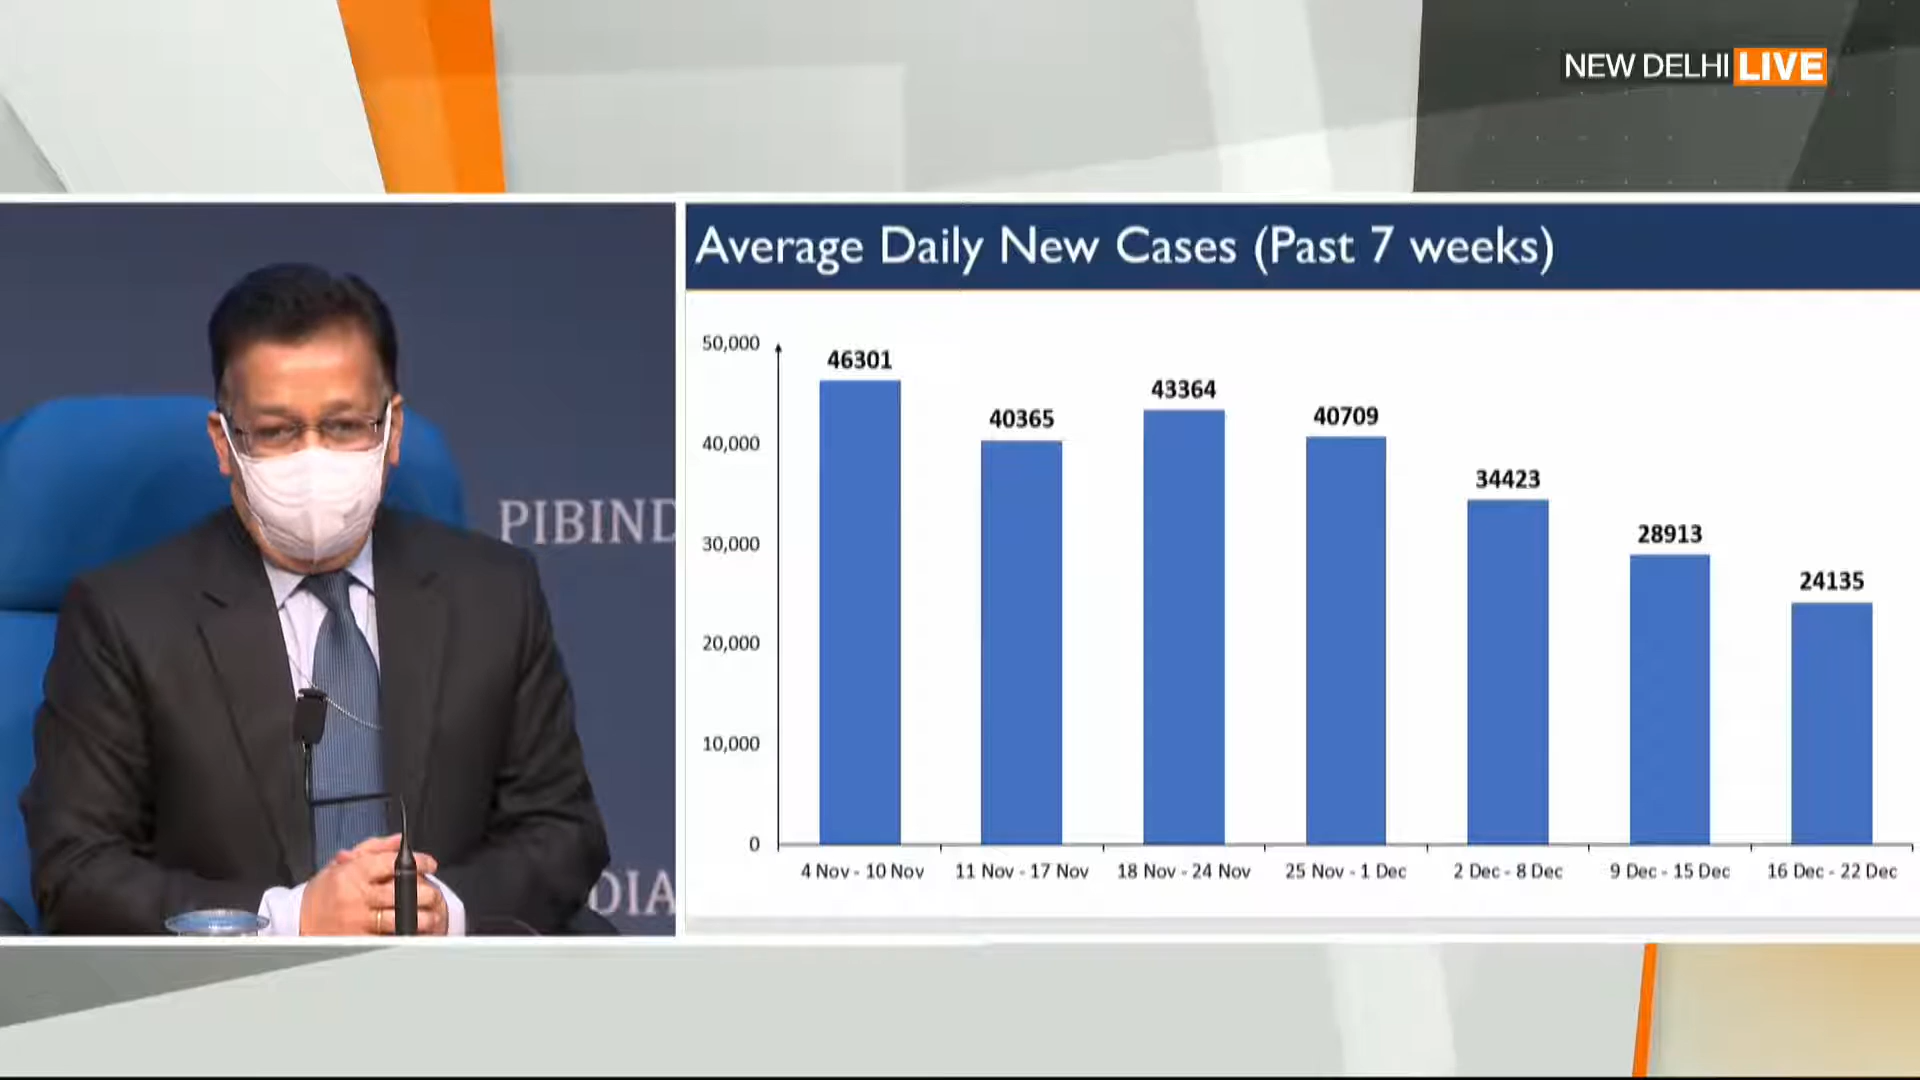 NEW DELHI LIVE
Average Daily New Cases (Past 7 weeks)
50,000
40,000
30,000
20,000
10,000
0
46301
40365
43364
40709
34423
28913
24135
4 Nov - 10 Nov
11 Nov - 17 Nov
18 Nov - 24 Nov
25 Nov - 1 Dec
2 Dec - 8 Dec
9 Dec - 15 Dec
16 Dec - 22 Dec
PIBIND
DIA